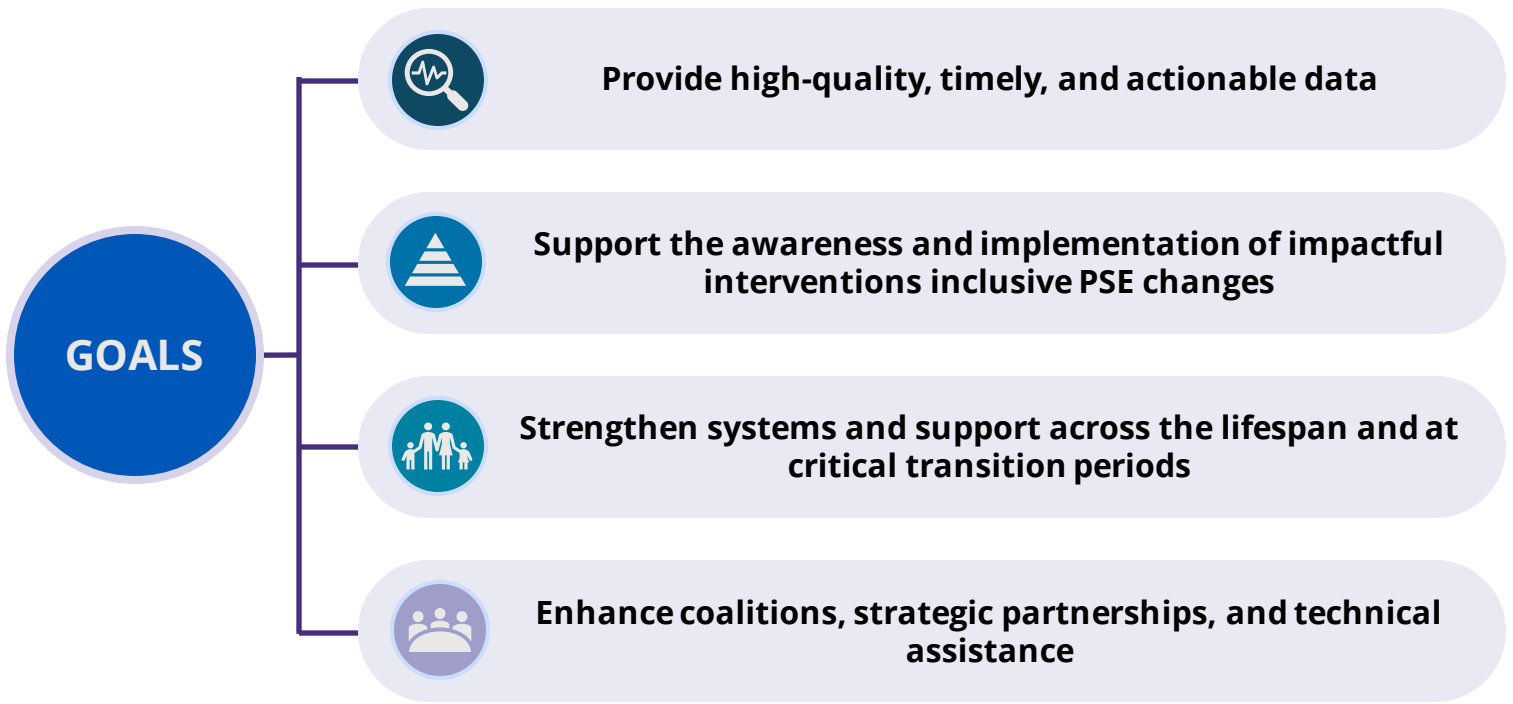 GOALS
Provide high-quality, timely, and actionable data
Support the awareness and implementation of impactful
interventions inclusive PSE changes
Strengthen systems and support across the lifespan and at
critical transition periods
Enhance coalitions, strategic partnerships, and technical
assistance